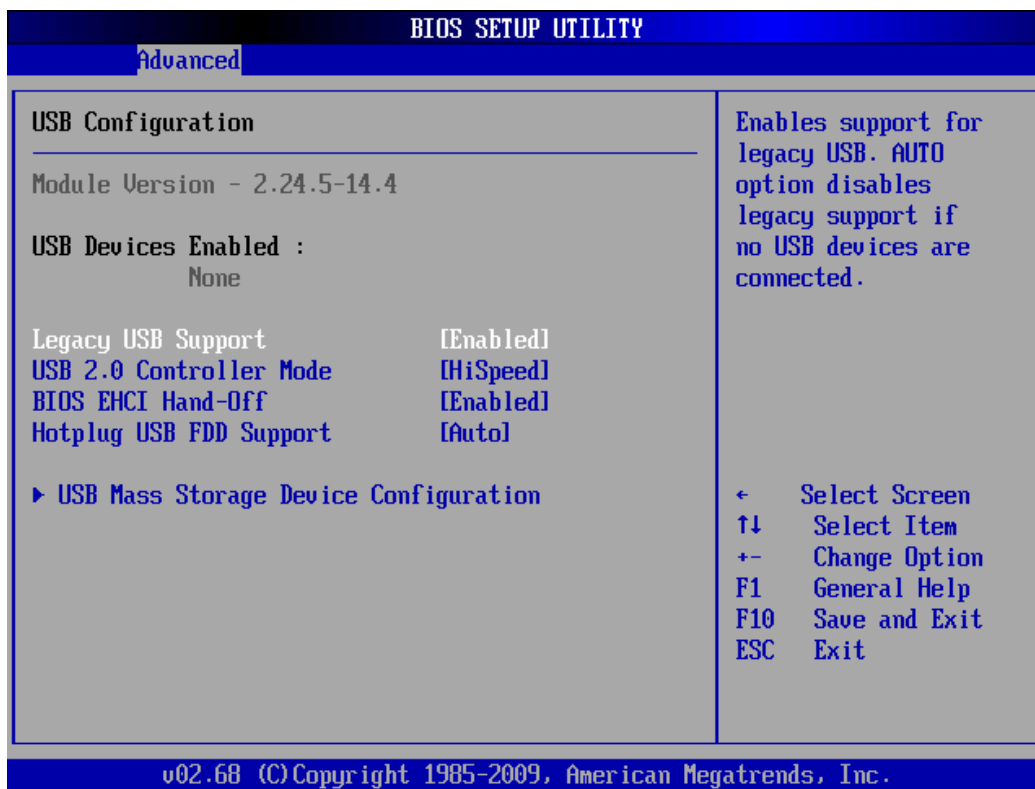 BIOS SETUP UTILITY
Advanced
USB Configuration
Module Version - 2.24.5-14.4
USB Devices Enabled :
None
Legacy USB Support [Enabled]
USB 2.0 Controller Mode [HiSpeed]
BIOS EHCI Hand-Off [Enabled]
Hotplug USB FDD Support [Auto]
▶ USB Mass Storage Device Configuration
Enables support for
legacy USB. AUTO
option disables
legacy support if
no USB devices are
connected.
← Select Screen
↑↓ Select Item
+- Change Option
F1 General Help
F10 Save and Exit
ESC Exit
v02.68 (C)Copyright 1985-2009, American Megatrends, Inc.